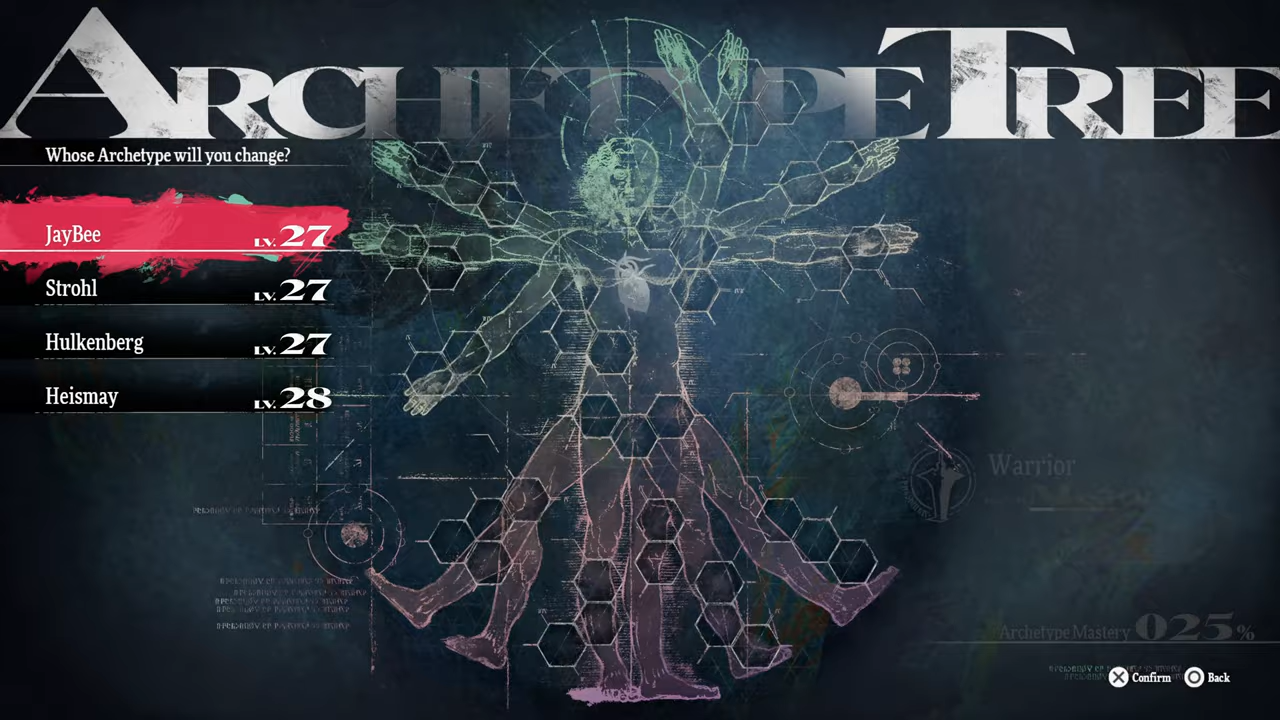 ARCHETYPE TREE
Whose Archetype will you change?
JayBee LV. 27
Strohl LV. 27
Hulkenberg LV. 27
Heismay LV. 28
Warrior
Archetype Mastery 025%
Confirm Back